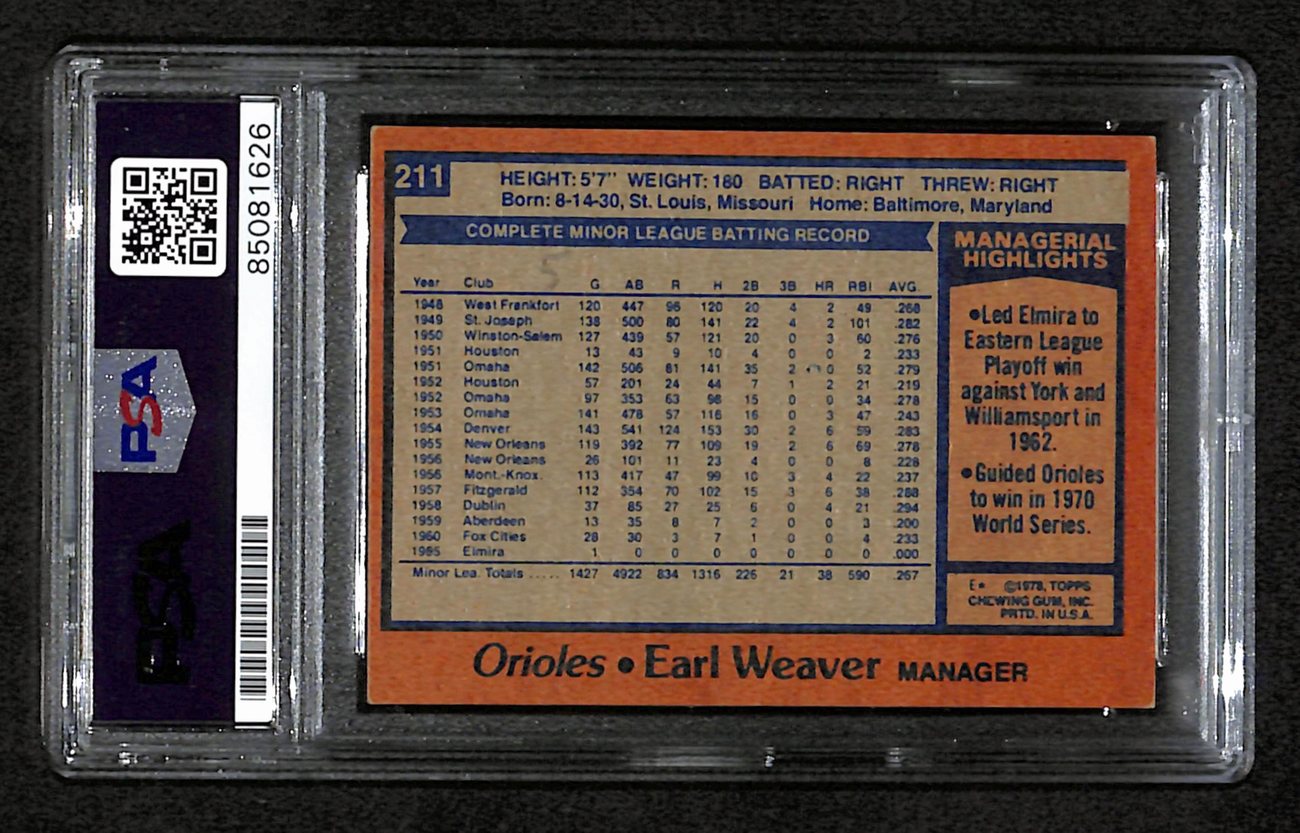 85081626
PSA
PSA
211
HEIGHT: 5'7" WEIGHT: 180 BATTED: RIGHT THREW: RIGHT
Born: 8-14-30, St. Louis, Missouri Home: Baltimore, Maryland
COMPLETE MINOR LEAGUE BATTING RECORD
5
Year Club G AB R H 2B 3B HR RBI AVG.
1948 West Frankfort 120 447 96 120 20 4 2 49 .268
1949 St. Joseph 138 500 80 141 22 4 2 101 .282
1950 Winston-Salem 127 439 57 121 20 0 3 60 .276
1951 Houston 13 43 9 10 4 0 0 2 .233
1951 Omaha 142 506 81 141 35 2 0 52 .279
1952 Houston 57 201 24 44 7 1 2 21 .219
1952 Omaha 97 353 63 98 15 0 0 34 .278
1953 Omaha 141 478 57 116 16 0 3 47 .243
1954 Denver 143 541 124 153 30 2 6 59 .283
1955 New Orleans 119 392 77 109 19 2 6 69 .278
1956 New Orleans 26 101 11 23 4 0 0 8 .228
1956 Mont.-Knox. 113 417 47 99 10 3 4 22 .237
1957 Fitzgerald 112 354 70 102 15 3 6 38 .288
1958 Dublin 37 85 27 25 6 0 4 21 .294
1959 Aberdeen 13 35 8 7 2 0 0 3 .200
1960 Fox Cities 28 30 3 7 1 0 0 4 .233
1965 Elmira 1 0 0 0 0 0 0 0 .000
Minor Lea. Totals ..... 1427 4922 834 1316 226 21 38 590 .267
MANAGERIAL
HIGHLIGHTS
•Led Elmira to
Eastern League
Playoff win
against York and
Williamsport in
1962.
•Guided Orioles
to win in 1970
World Series.
E* ©1978, TOPPS
CHEWING GUM, INC.
PRTD. IN U.S.A.
Orioles • Earl Weaver MANAGER